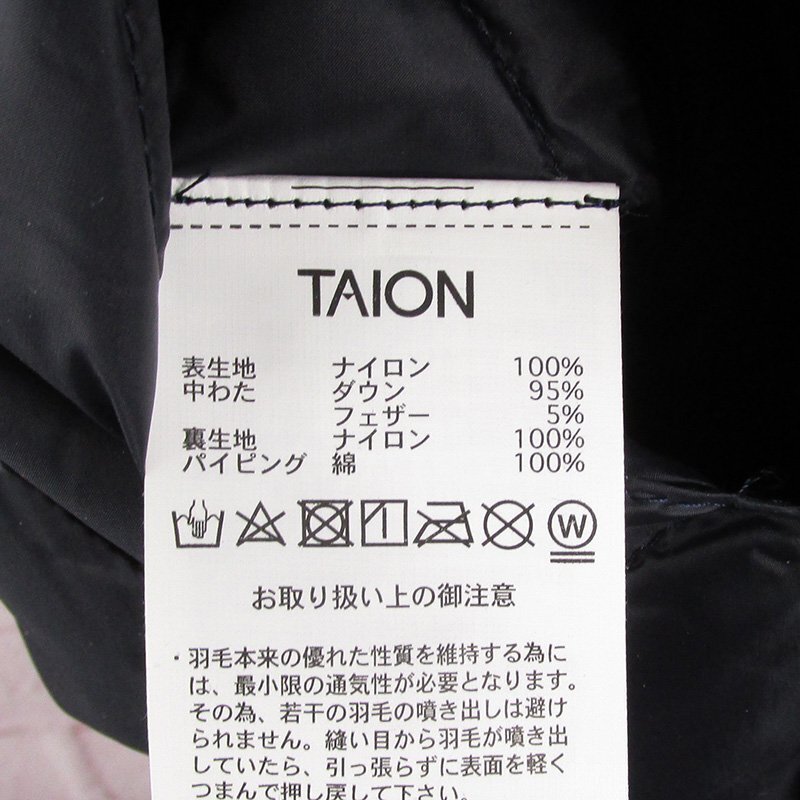 TAION
表生地 ナイロン 100%
中わた ダウン 95%
フェザー 5%
裏生地 ナイロン 100%
パイピング 綿 100%
W
お取り扱い上の御注意
・羽毛本来の優れた性質を維持する為に
は、最小限の通気性が必要となります。
その為、若干の羽毛の噴き出しは避け
られません。縫い目から羽毛が噴き出
していたら、引っ張らずに表面を軽く
つまんで押し戻して下さい。